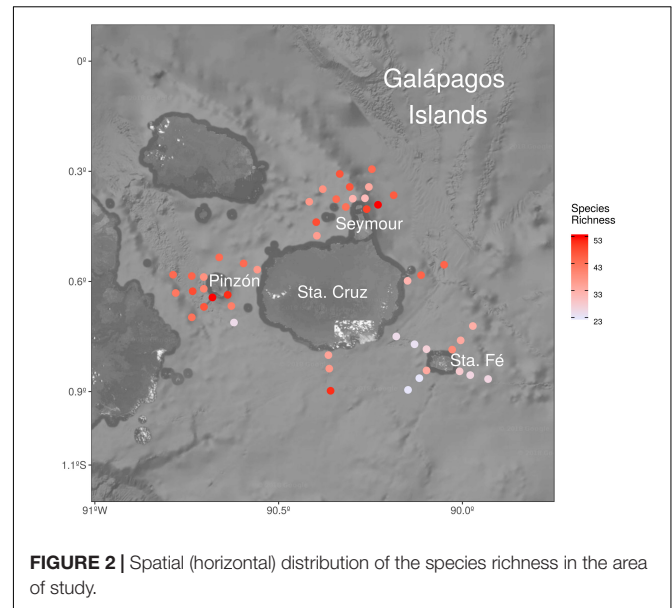 Galápagos
Islands
0º
0.3º
0.6º
0.9º
1.1ºS
91ºW
90.5º
90.0º
Seymour
Pinzón
Sta. Cruz
Sta. Fé
Species
Richness
53
43
33
23
FIGURE 2 | Spatial (horizontal) distribution of the species richness in the area
of study.